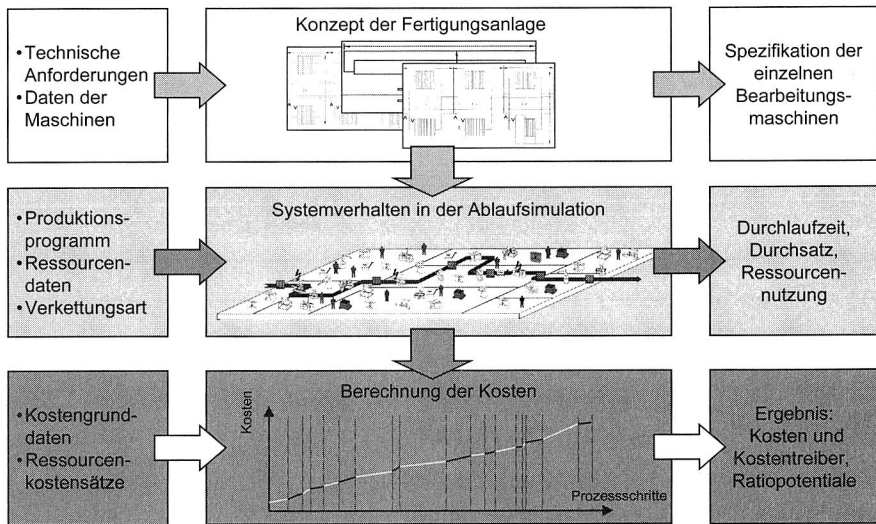 Konzept der Fertigungsanlage
•Technische
Anforderungen
•Daten der
Maschinen
Spezifikation der
einzelnen
Bearbeitungs-
maschinen
Systemverhalten in der Ablaufsimulation
•Produktions-
programm
•Ressourcen-
daten
•Verkettungsart
Durchlaufzeit,
Durchsatz,
Ressourcen-
nutzung
Berechnung der Kosten
•Kostengrund-
daten
•Ressourcen-
kostensätze
Kosten
Prozessschritte
Ergebnis:
Kosten und
Kostentreiber,
Ratiopotentiale